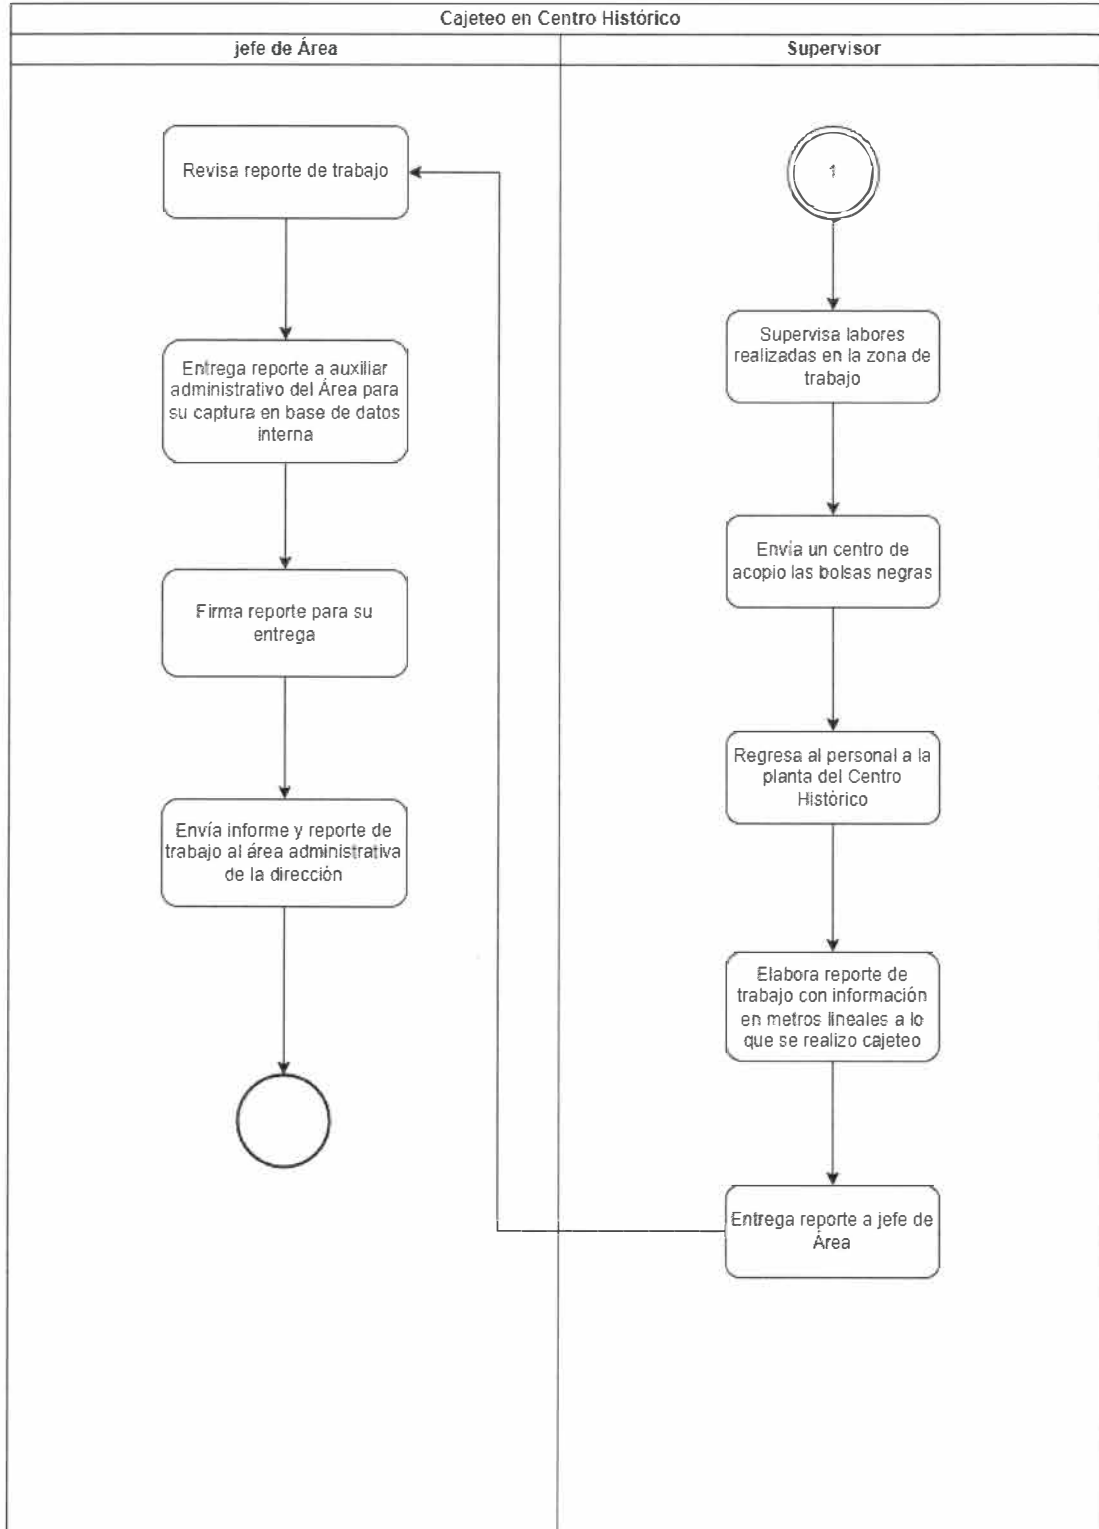 Cajeteo en Centro Histórico
jefe de Área
Supervisor
Revisa reporte de trabajo
Entrega reporte a auxiliar
administrativo del Área para
su captura en base de datos
interna
Firma reporte para su
entrega
Envía informe y reporte de
trabajo al área administrativa
de la dirección
1
Supervisa labores
realizadas en la zona de
trabajo
Envía un centro de
acopio las bolsas negras
Regresa al personal a la
planta del Centro
Histórico
Elabora reporte de
trabajo con información
en metros lineales a lo
que se realizo cajeteo
Entrega reporte a jefe de
Área